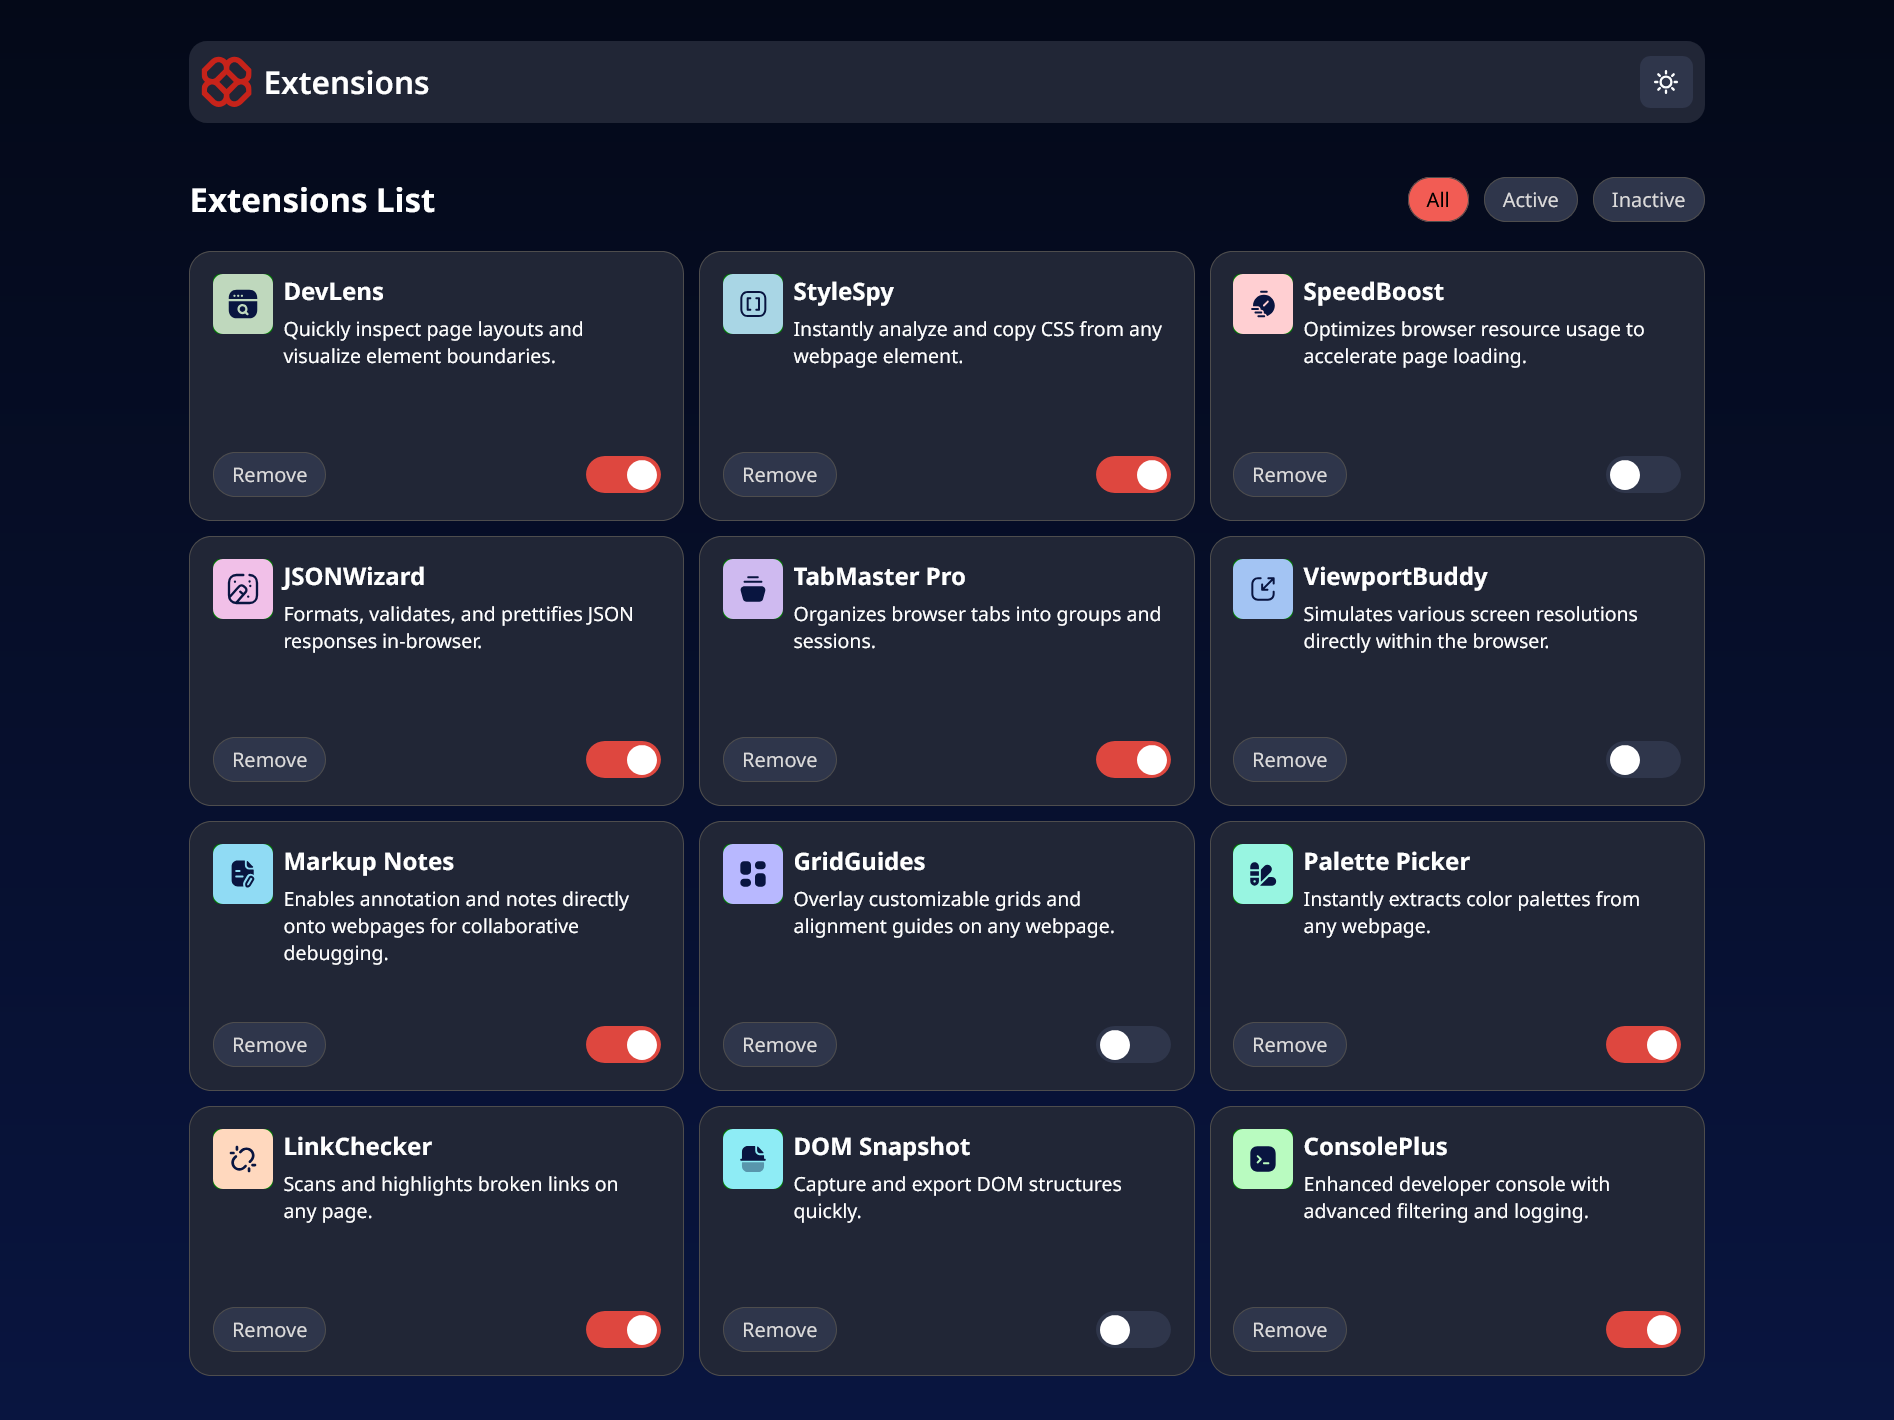 Extensions
Extensions List
All
Active
Inactive
DevLens
Quickly inspect page layouts and
visualize element boundaries.
Remove
StyleSpy
Instantly analyze and copy CSS from any
webpage element.
Remove
SpeedBoost
Optimizes browser resource usage to
accelerate page loading.
Remove
JSONWizard
Formats, validates, and prettifies JSON
responses in-browser.
Remove
TabMaster Pro
Organizes browser tabs into groups and
sessions.
Remove
ViewportBuddy
Simulates various screen resolutions
directly within the browser.
Remove
Markup Notes
Enables annotation and notes directly
onto webpages for collaborative
debugging.
Remove
GridGuides
Overlay customizable grids and
alignment guides on any webpage.
Remove
Palette Picker
Instantly extracts color palettes from
any webpage.
Remove
LinkChecker
Scans and highlights broken links on
any page.
Remove
DOM Snapshot
Capture and export DOM structures
quickly.
Remove
ConsolePlus
Enhanced developer console with
advanced filtering and logging.
Remove